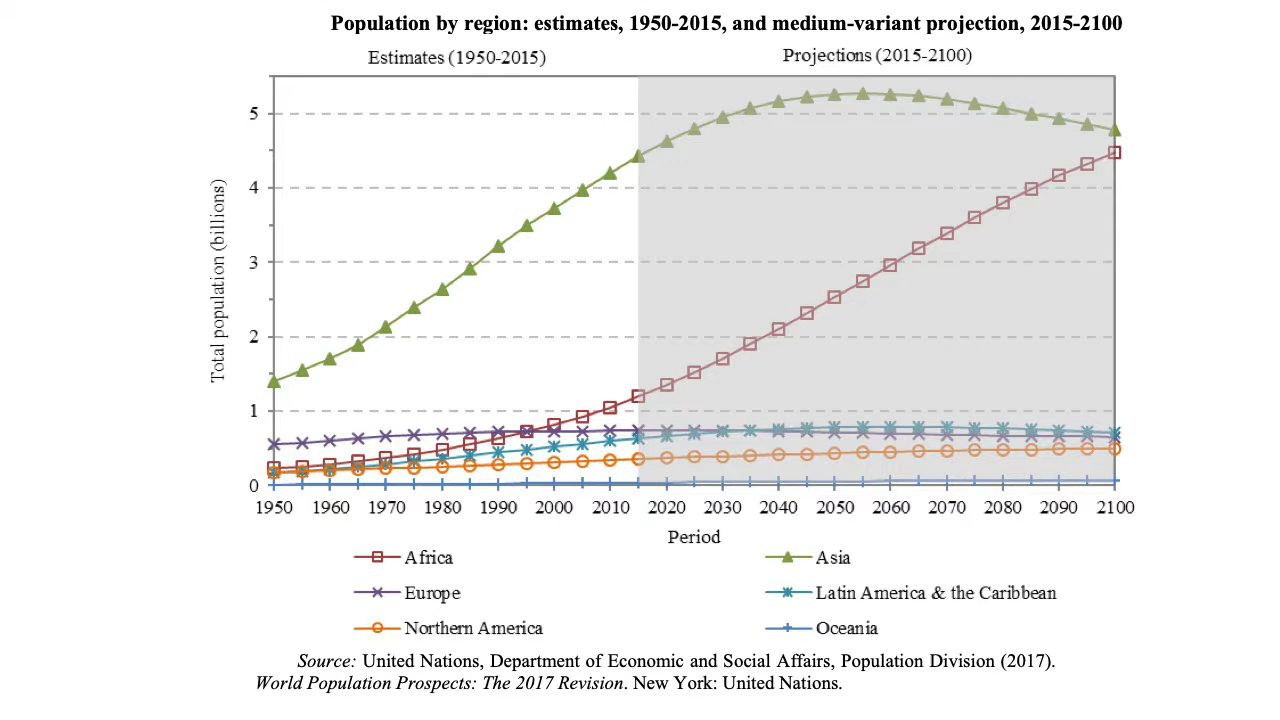 Population by region: estimates, 1950-2015, and medium-variant projection, 2015-2100
Estimates (1950-2015)
Projections (2015-2100)
Total population (billions)
5
4
3
2
1
0
1950 1960 1970 1980 1990 2000 2010 2020 2030 2040 2050 2060 2070 2080 2090 2100
Period
Africa
Asia
Europe
Latin America & the Caribbean
Northern America
Oceania
Source: United Nations, Department of Economic and Social Affairs, Population Division (2017).
World Population Prospects: The 2017 Revision. New York: United Nations.